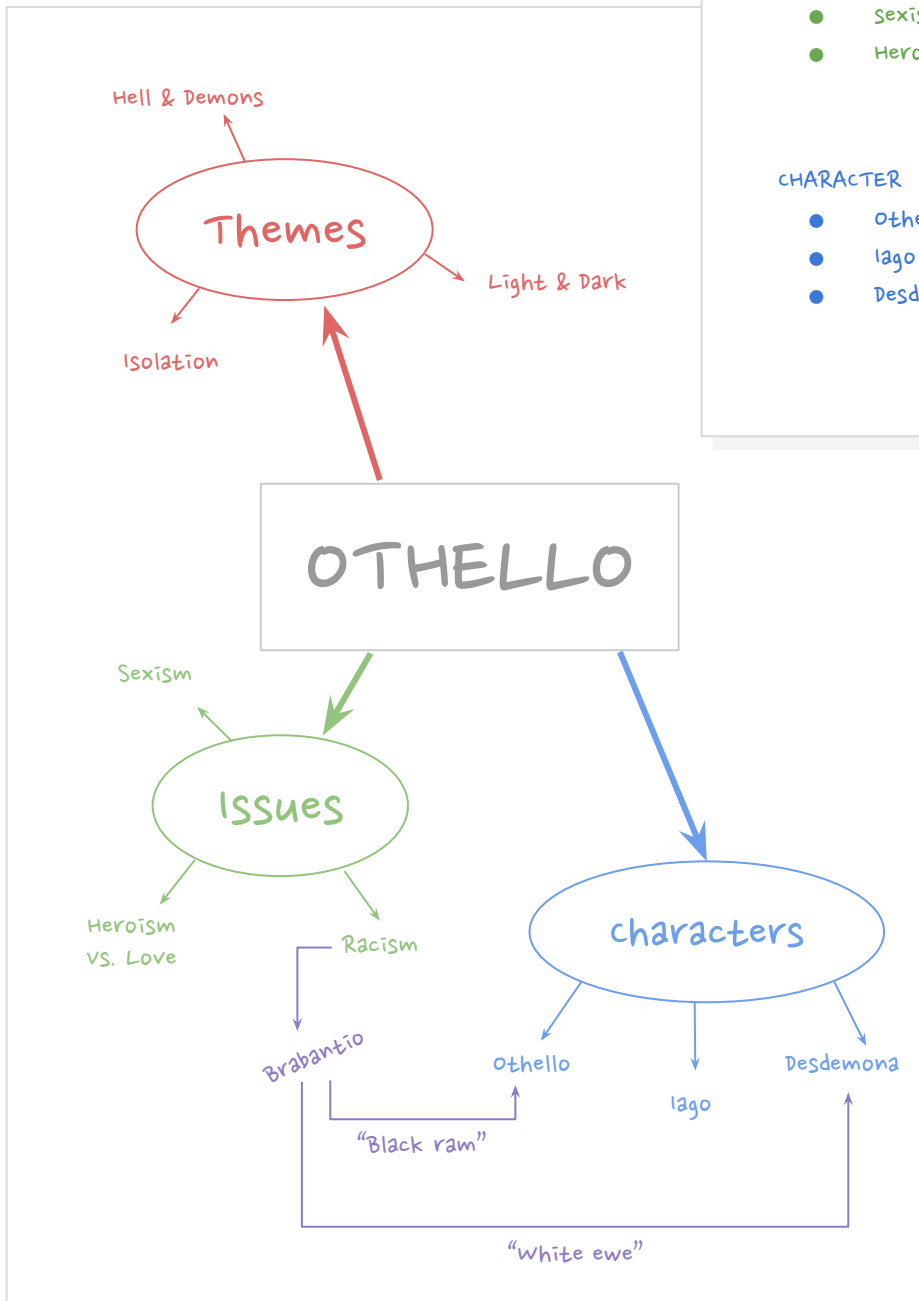 Hell & Demons
Themes
Light & Dark
Isolation
CHARACTER
Iago
OTHELLO
Sexism
Issues
Heroism
vs. Love
Racism
characters
Brabantio
Othello
Iago
Desdemona
“Black ram”
“White ewe”